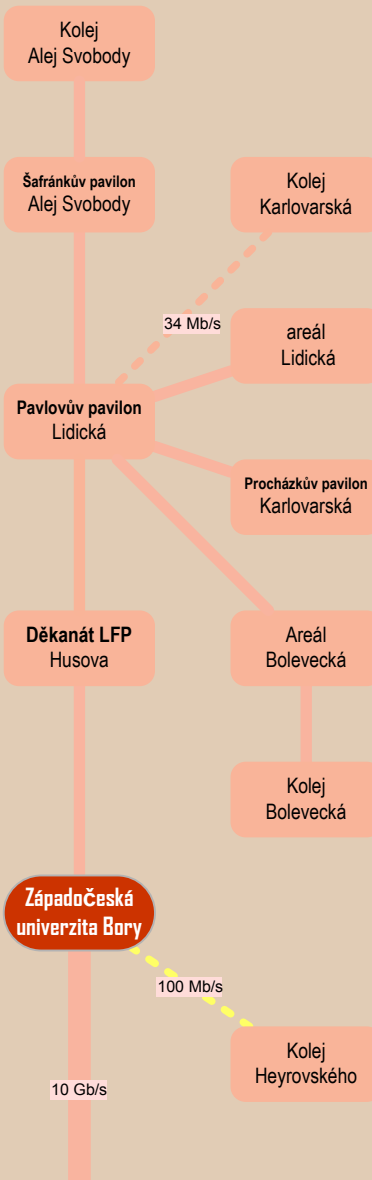 Kolej
Alej Svobody
Šafránkův pavilon
Alej Svobody
Kolej
Karlovarská
34 Mb/s
areál
Lidická
Pavlovův pavilon
Lidická
Procházkův pavilon
Karlovarská
Děkanát LFP
Husova
Areál
Bolevecká
Kolej
Bolevecká
Západočeská
univerzita Bory
100 Mb/s
Kolej
Heyrovského
10 Gb/s